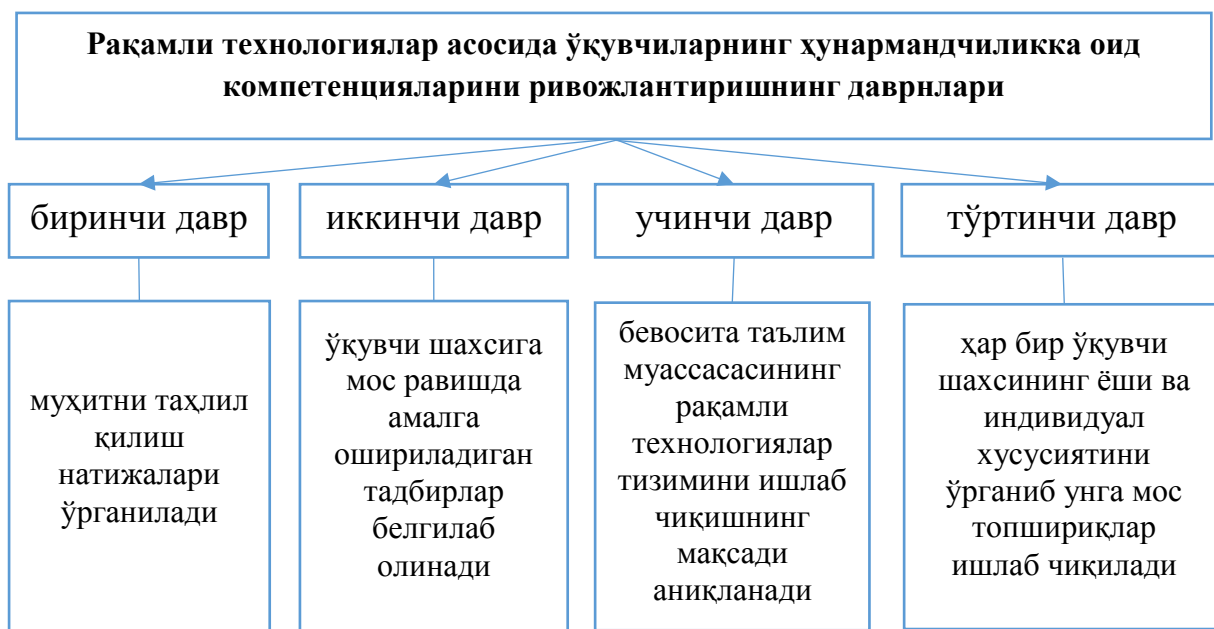 Рақамли технологиялар асосида ўқувчиларнинг ҳунармандчиликка оид
компетенцияларини ривожлантиришнинг даврнлари
биринчи давр
иккинчи давр
учинчи давр
тўртинчи давр
муҳитни таҳлил
қилиш
натижалари
ўрганилади
ўқувчи шахсига
мос равишда
амалга
ошириладиган
тадбирлар
белгилаб
олинади
бевосита таълим
муассасасининг
рақамли
технологиялар
тизимини ишлаб
чиқишнинг
мақсади
аниқланади
ҳар бир ўқувчи
шахсининг ёши ва
индивидуал
хусусиятини
ўрганиб унга мос
топшириқлар
ишлаб чиқилади